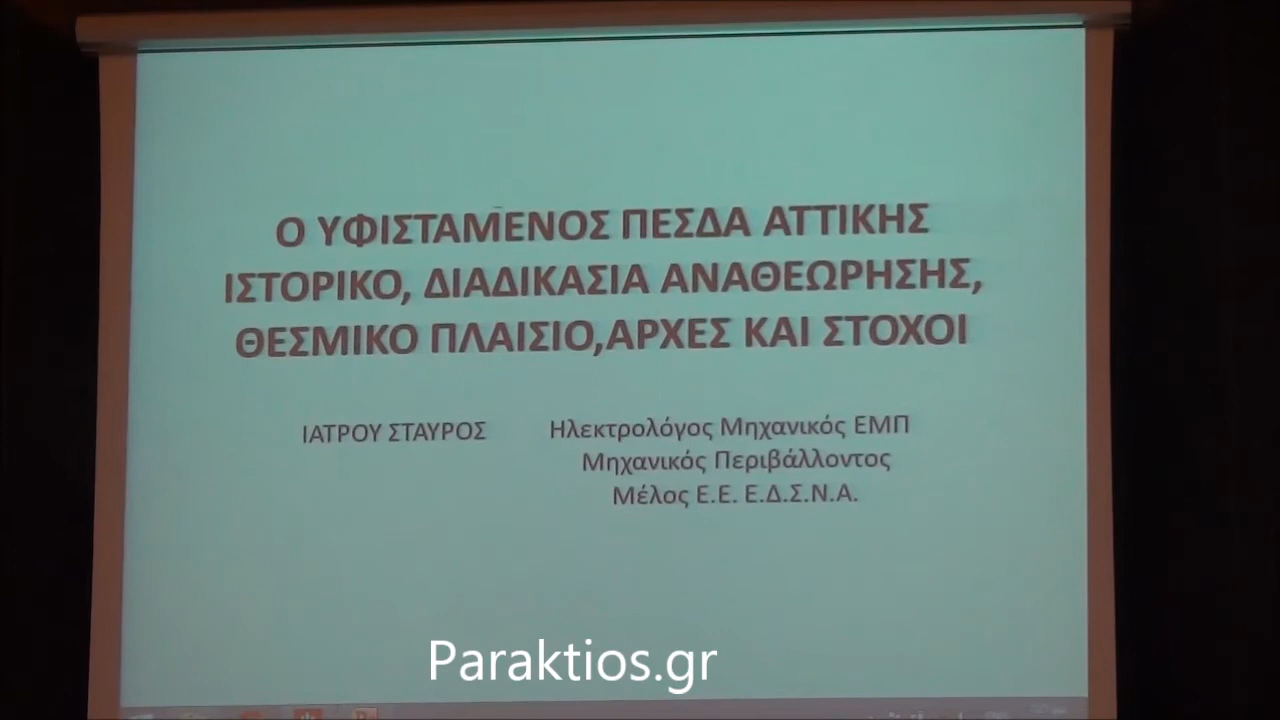 Ο ΥΦΙΣΤΑΜΕΝΟΣ ΠΕΣΔΑ ΑΤΤΙΚΗΣ
ΙΣΤΟΡΙΚΟ, ΔΙΑΔΙΚΑΣΙΑ ΑΝΑΘΕΩΡΗΣΗΣ,
ΘΕΣΜΙΚΟ ΠΛΑΙΣΙΟ,ΑΡΧΕΣ ΚΑΙ ΣΤΟΧΟΙ
ΙΑΤΡΟΥ ΣΤΑΥΡΟΣ Ηλεκτρολόγος Μηχανικός ΕΜΠ
Μηχανικός Περιβάλλοντος
Μέλος Ε.Ε. Ε.Δ.Σ.Ν.Α.
Paraktios.gr